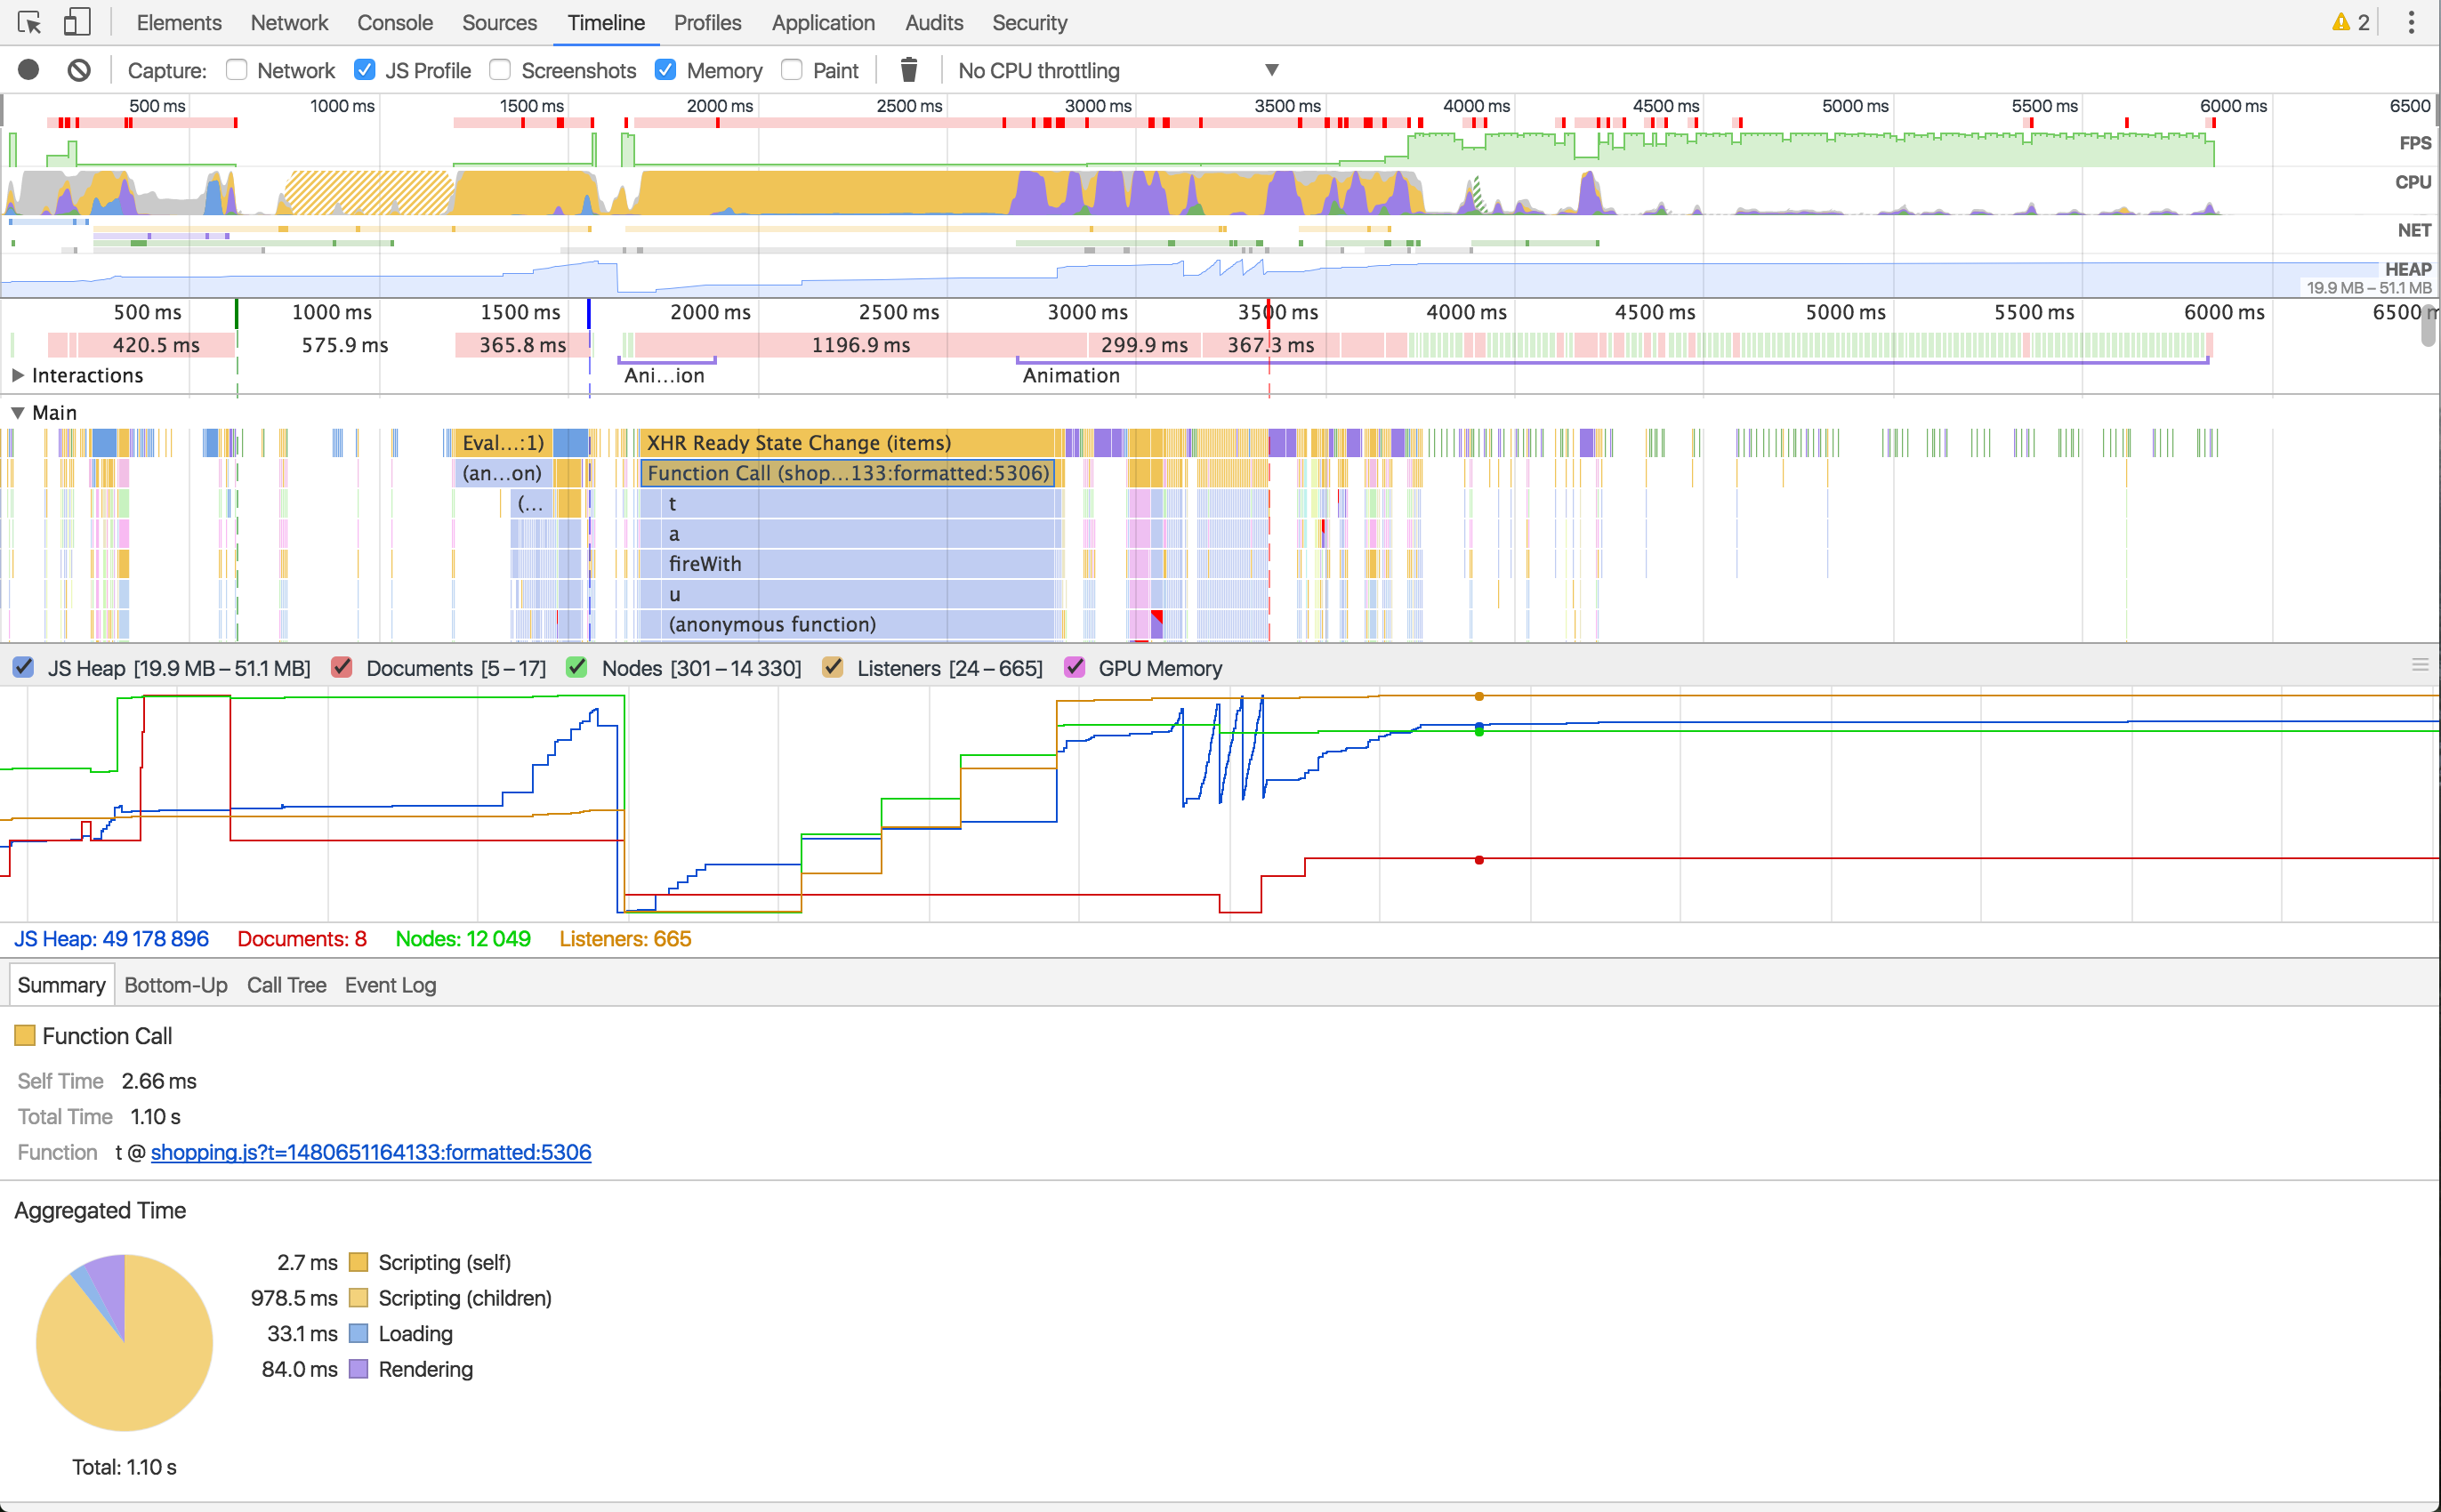 Elements Network Console Sources Timeline Profiles Application Audits Security 2
Capture: Network JS Profile Screenshots Memory Paint No CPU throttling
500 ms 1000 ms 1500 ms 2000 ms 2500 ms 3000 ms 3500 ms 4000 ms 4500 ms 5000 ms 5500 ms 6000 ms 6500
FPS
CPU
NET
HEAP
19.9 MB – 51.1 MB
500 ms 1000 ms 1500 ms 2000 ms 2500 ms 3000 ms 3500 ms 4000 ms 4500 ms 5000 ms 5500 ms 6000 ms 6500 m
420.5 ms 575.9 ms 365.8 ms 1196.9 ms 299.9 ms 367.3 ms
Interactions Ani…ion Animation
Main
Eval…:1) XHR Ready State Change (items)
(an…on) Function Call (shop…133:formatted:5306)
(… t
a
fireWith
u
(anonymous function)
JS Heap [19.9 MB – 51.1 MB] Documents [5 – 17] Nodes [301 – 14 330] Listeners [24 – 665] GPU Memory
JS Heap: 49 178 896 Documents: 8 Nodes: 12 049 Listeners: 665
Summary Bottom-Up Call Tree Event Log
Function Call
Self Time 2.66 ms
Total Time 1.10 s
Function t @ shopping.js?t=1480651164133:formatted:5306
Aggregated Time
2.7 ms Scripting (self)
978.5 ms Scripting (children)
33.1 ms Loading
84.0 ms Rendering
Total: 1.10 s